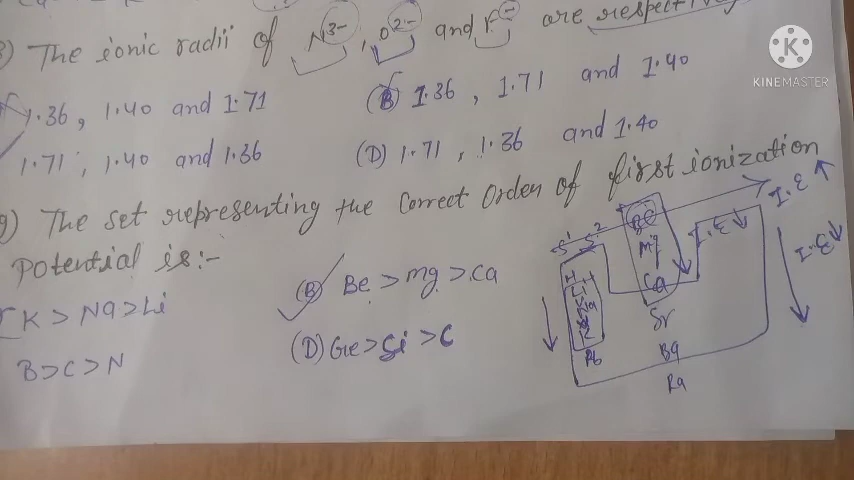 8) The ionic radii of N3-, O2- and F- are respectively
1.36, 1.40 and 1.71
(B) 1.36, 1.71 and 1.40
1.71, 1.40 and 1.36
(D) 1.71, 1.36 and 1.40
9) The set representing the correct Order of first ionization
potential is:-
K > Na > Li
(B) Be > mg > Ca
B > C > N
(D) Ge > Si > C
I.E ↑
I.E ↓
I.E ↓
S1 S2
Be
Mg
Ca
Sr
Ba
Ra
Rb
K
KINEMASTER